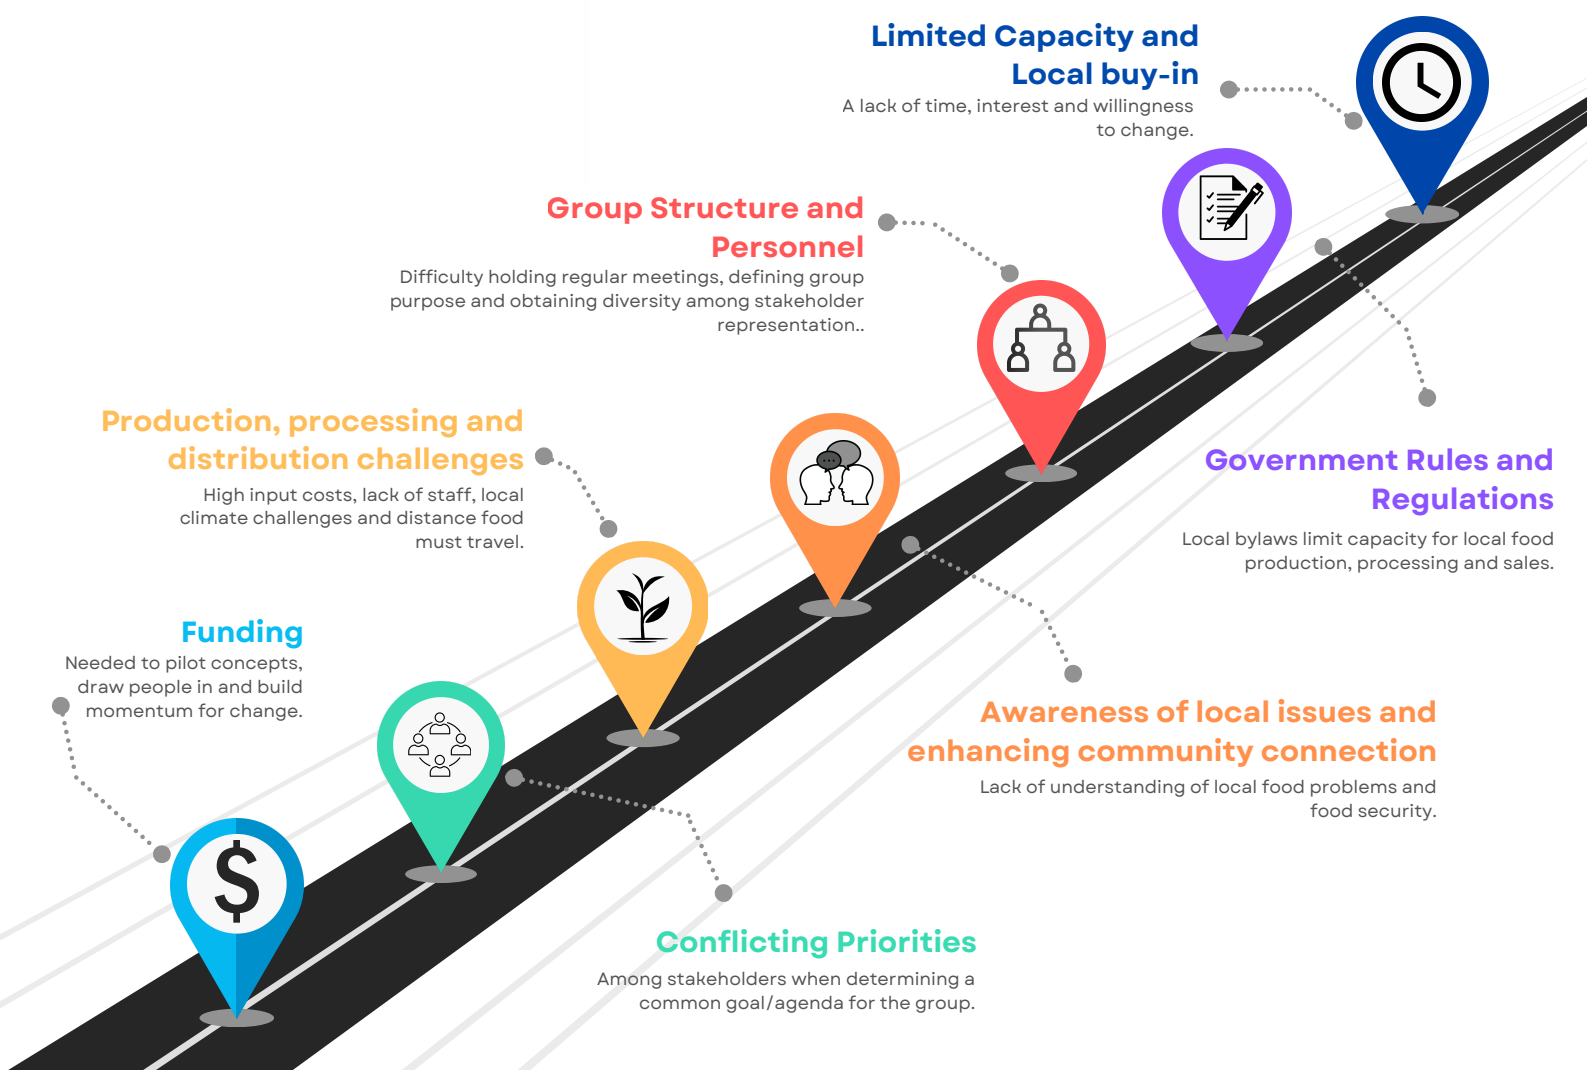 Limited Capacity and
Local buy-in
A lack of time, interest and willingness
to change.
Group Structure and
Personnel
Difficulty holding regular meetings, defining group
purpose and obtaining diversity among stakeholder
representation..
Production, processing and
distribution challenges
High input costs, lack of staff, local
climate challenges and distance food
must travel.
Government Rules and
Regulations
Local bylaws limit capacity for local food
production, processing and sales.
Funding
Needed to pilot concepts,
draw people in and build
momentum for change.
Awareness of local issues and
enhancing community connection
Lack of understanding of local food problems and
food security.
$
Conflicting Priorities
Among stakeholders when determining a
common goal/agenda for the group.